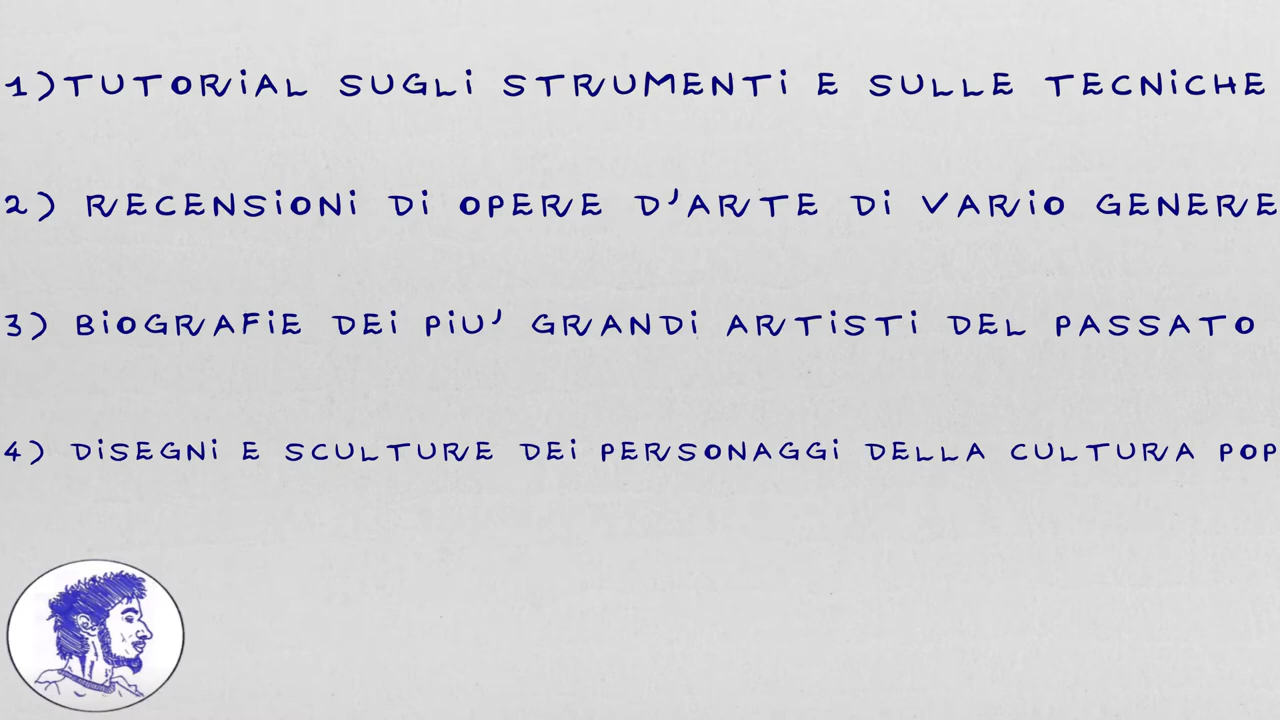 1)TUTORiAL SUGLi STRUMENTi E SULLE TECNiCHE
2) RECENSiONi Di OPERE D'ARTE Di VARiO GENERE
3) BiOGRAFiE DEi PiU' GRANDi ARTiSTi DEL PASSATO
4) DiSEGNi E SCULTURE DEi PERSONAGGi DELLA CULTURA POP